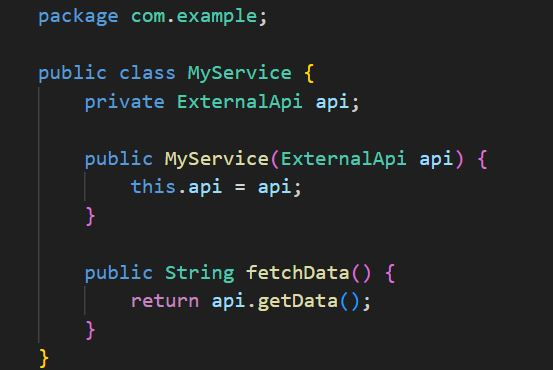 package com.example;
public class MyService {
private ExternalApi api;
public MyService(ExternalApi api) {
this.api = api;
}
public String fetchData() {
return api.getData();
}
}